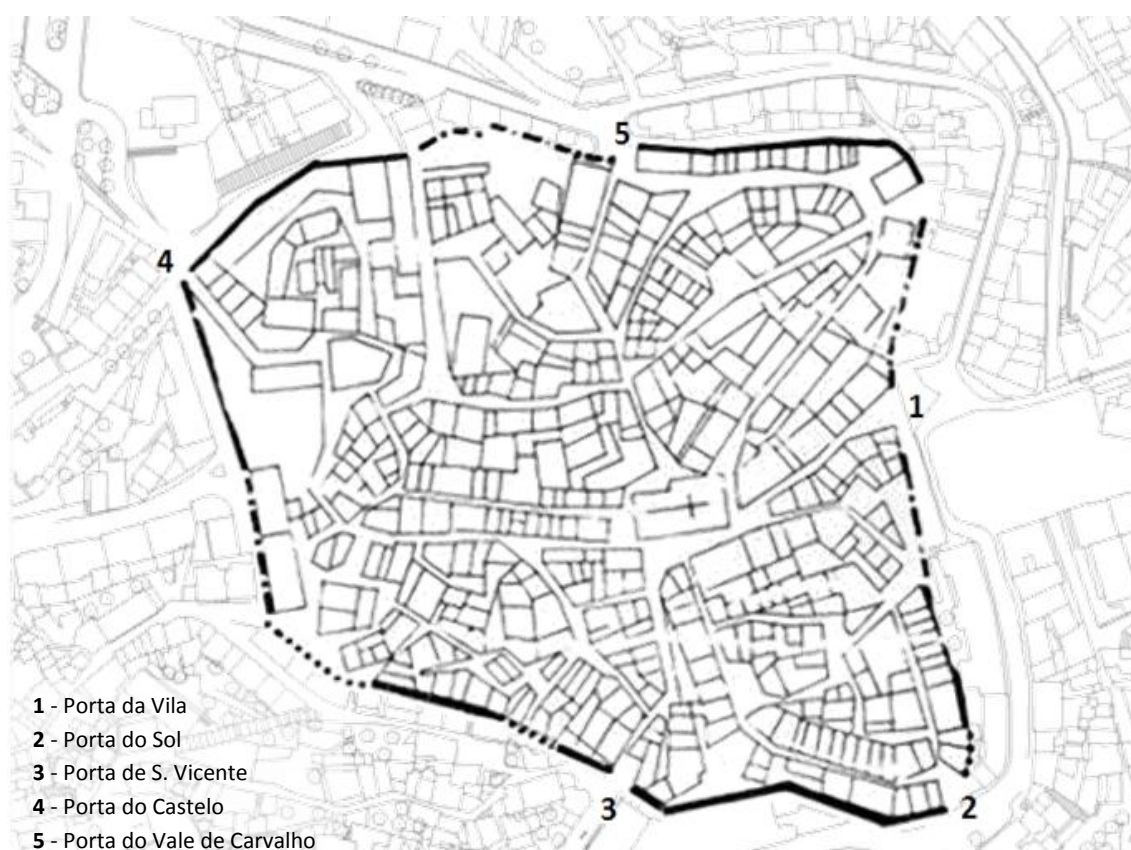 5
4
1
1 - Porta da Vila
2 - Porta do Sol
3 - Porta de S. Vicente
4 - Porta do Castelo
5 - Porta do Vale de Carvalho
3
2